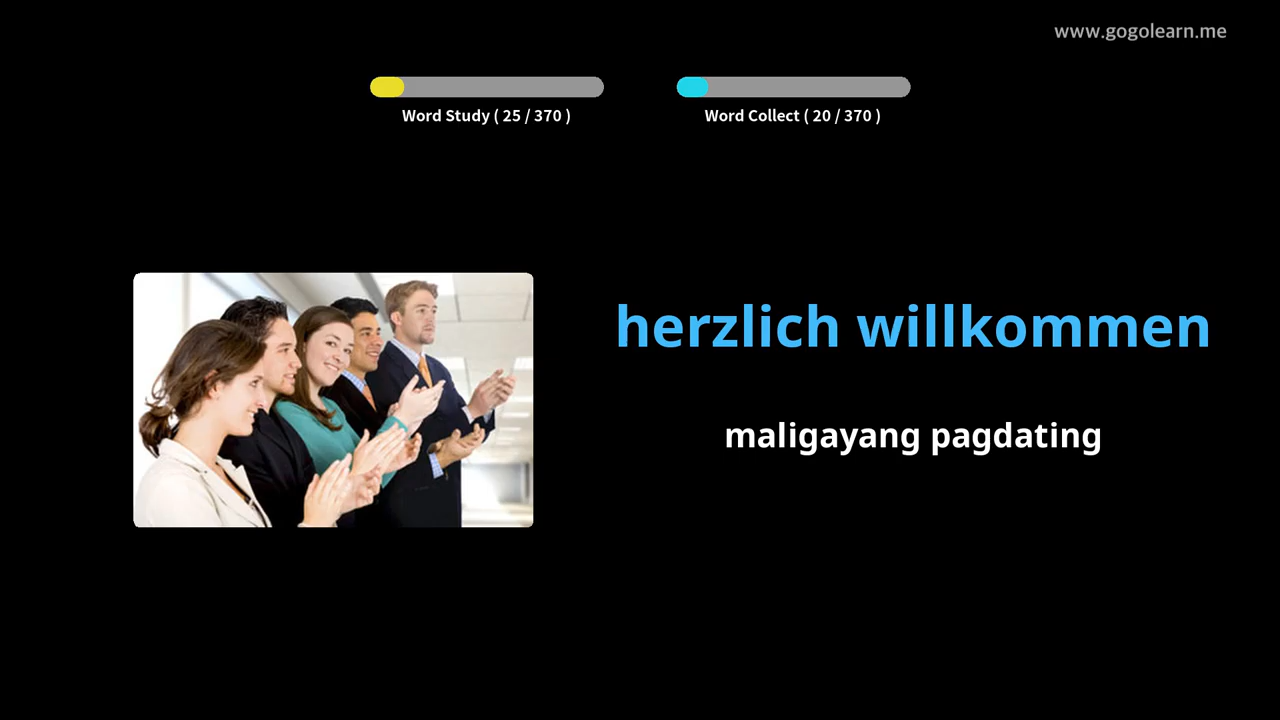 www.gogolearn.me
Word Study ( 25 / 370 )
Word Collect ( 20 / 370 )
herzlich willkommen
maligayang pagdating